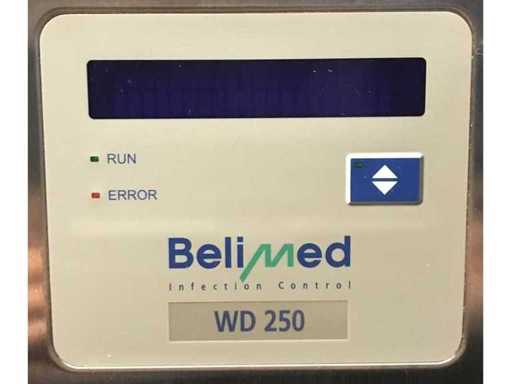 RUN
ERROR
Belimed
Infection Control
WD 250